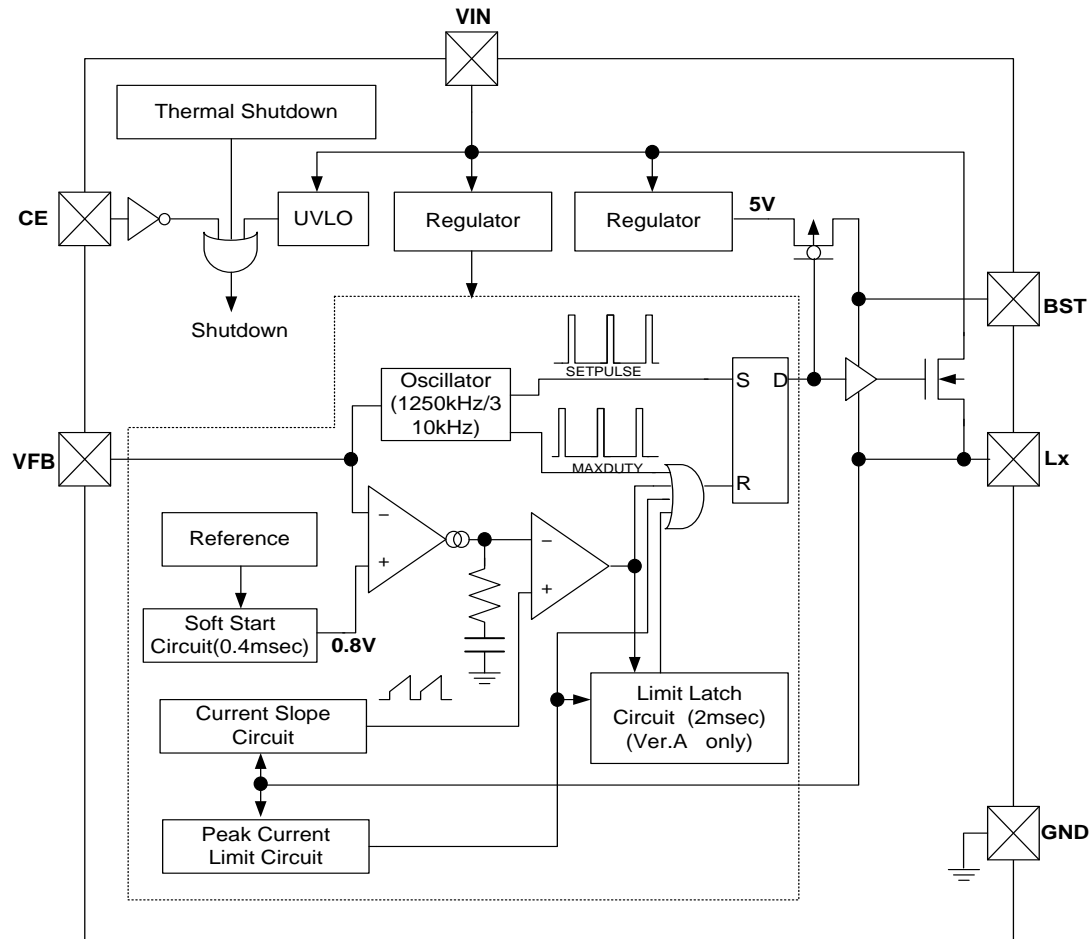 VIN
Thermal Shutdown
CE
UVLO
Regulator
Regulator
5V
Shutdown
BST
SETPULSE
Oscillator
(1250kHz/3
10kHz)
S
D
VFB
MAXDUTY
R
Lx
−
+
−
+
Reference
Soft Start
Circuit(0.4msec)
0.8V
Current Slope
Circuit
Limit Latch
Circuit (2msec)
(Ver.A only)
Peak Current
Limit Circuit
GND